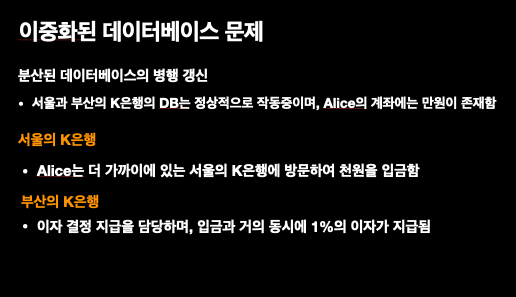 이중화된 데이터베이스 문제
분산된 데이터베이스의 병행 갱신
• 서울과 부산의 K은행의 DB는 정상적으로 작동중이며, Alice의 계좌에는 만원이 존재함
서울의 K은행
• Alice는 더 가까이에 있는 서울의 K은행에 방문하여 천원을 입금함
부산의 K은행
• 이자 결정 지급을 담당하며, 입금과 거의 동시에 1%의 이자가 지급됨